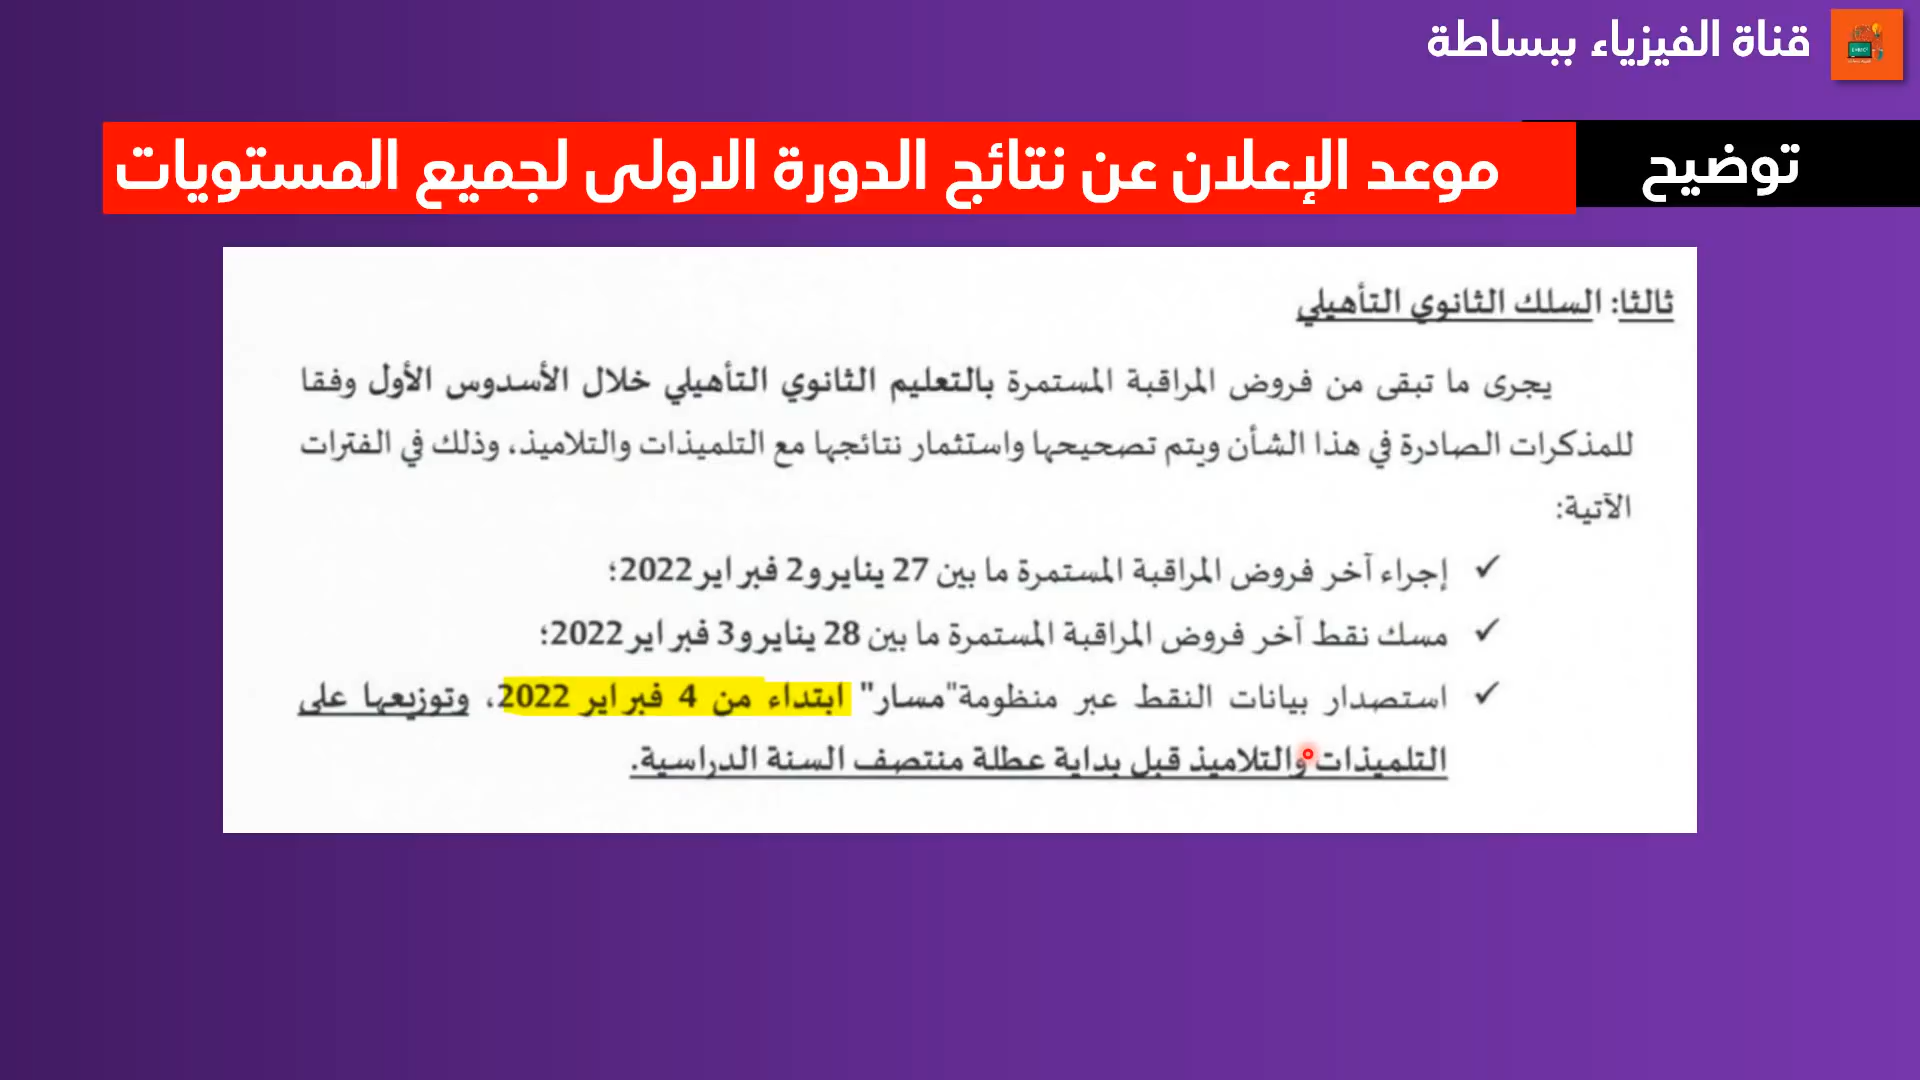 قناة الفيزياء ببساطة
توضيح
موعد الإعلان عن نتائج الدورة الاولى لجميع المستويات
ثالثا: السلك الثانوي التأهيلي
يجرى ما تبقى من فروض المراقبة المستمرة بالتعليم الثانوي التأهيلي خلال الأسدوس الأول وفقا
للمذكرات الصادرة في هذا الشأن ويتم تصحيحها واستثمار نتائجها مع التلميذات والتلاميذ، وذلك في الفترات
الآتية:
✓ إجراء آخر فروض المراقبة المستمرة ما بين 27 يناير و2 فبراير 2022؛
✓ مسك نقط آخر فروض المراقبة المستمرة ما بين 28 يناير و3 فبراير 2022؛
✓ استصدار بيانات النقط عبر منظومة "مسار" ابتداء من 4 فبراير 2022، وتوزيعها على
التلميذات والتلاميذ قبل بداية عطلة منتصف السنة الدراسية.